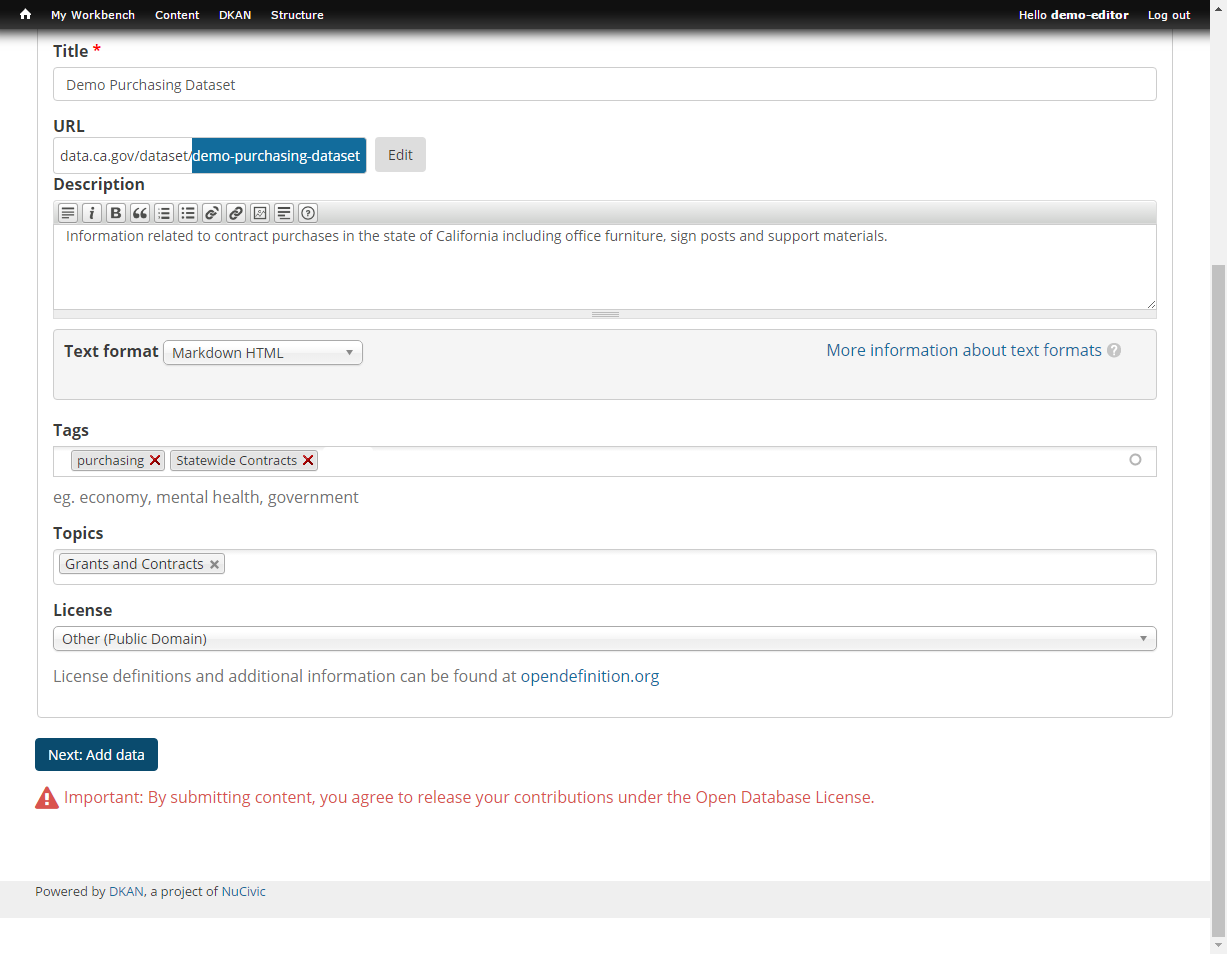 My Workbench Content DKAN Structure Hello demo-editor Log out
Title *
Demo Purchasing Dataset
URL
data.ca.gov/dataset/demo-purchasing-dataset Edit
Description
i B
Information related to contract purchases in the state of California including office furniture, sign posts and support materials.
Text format Markdown HTML More information about text formats ?
Tags
purchasing Statewide Contracts
eg. economy, mental health, government
Topics
Grants and Contracts
License
Other (Public Domain)
License definitions and additional information can be found at opendefinition.org
Next: Add data
Important: By submitting content, you agree to release your contributions under the Open Database License.
Powered by DKAN, a project of NuCivic